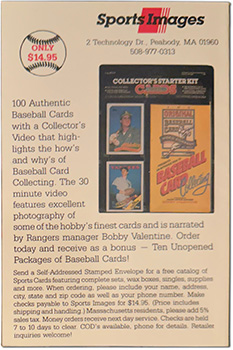 Sports Images
2 Technology Dr., Peabody, MA 01960
508-977-0313
ONLY
$14.95
COLLECTOR'S STARTER KIT
CARDS
BASEBALL
CARDS
Collecting
100 Authentic
Baseball Cards
with a Collector's
Video that high-
lights the how's
and why's of
Baseball Card
Collecting. The 30
minute video
features excellent
photography of
some of the hobby's finest cards and is narrated
by Rangers manager Bobby Valentine. Order
today and receive as a bonus — Ten Unopened
Packages of Baseball Cards!
Send a Self-Addressed Stamped Envelope for a free catalog of
Sports Cards featuring complete sets, wax boxes, singles, supplies
and more. When ordering, please include your name, address,
city, state and zip code as well as your phone number. Make
checks payable to Sports Images for $14.95. (Price includes
shipping and handling.) Massachusetts residents, please add 5%
sales tax. Money orders receive next day service. Checks are held
7 to 10 days to clear. COD's available, phone for details. Retailer
inquiries welcome!